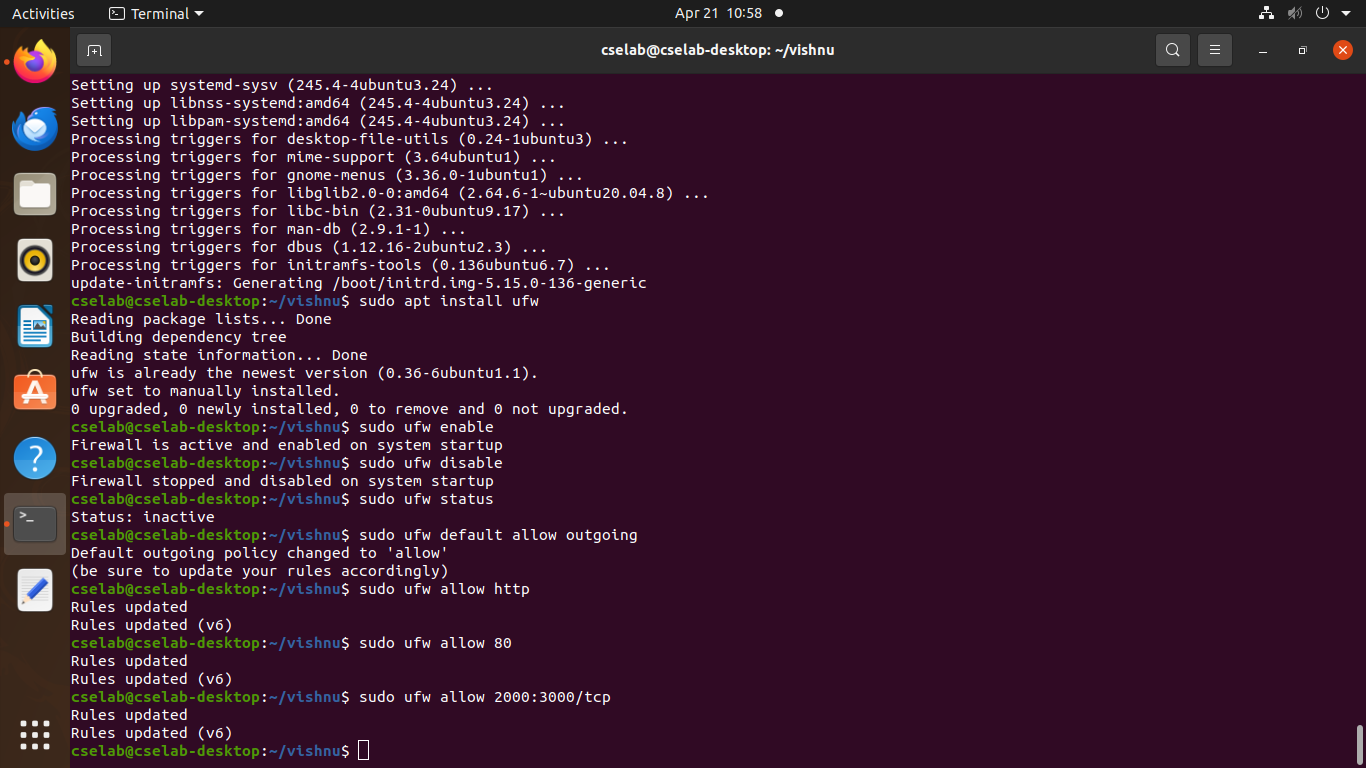 Activities
Terminal
Apr 21 10:58
cselab@cselab-desktop: ~/vishnu
Setting up systemd-sysv (245.4-4ubuntu3.24) ...
Setting up libnss-systemd:amd64 (245.4-4ubuntu3.24) ...
Setting up libpam-systemd:amd64 (245.4-4ubuntu3.24) ...
Processing triggers for desktop-file-utils (0.24-1ubuntu3) ...
Processing triggers for mime-support (3.64ubuntu1) ...
Processing triggers for gnome-menus (3.36.0-1ubuntu1) ...
Processing triggers for libglib2.0-0:amd64 (2.64.6-1~ubuntu20.04.8) ...
Processing triggers for libc-bin (2.31-0ubuntu9.17) ...
Processing triggers for man-db (2.9.1-1) ...
Processing triggers for dbus (1.12.16-2ubuntu2.3) ...
Processing triggers for initramfs-tools (0.136ubuntu6.7) ...
update-initramfs: Generating /boot/initrd.img-5.15.0-136-generic
cselab@cselab-desktop:~/vishnu$ sudo apt install ufw
Reading package lists... Done
Building dependency tree
Reading state information... Done
ufw is already the newest version (0.36-6ubuntu1.1).
ufw set to manually installed.
0 upgraded, 0 newly installed, 0 to remove and 0 not upgraded.
cselab@cselab-desktop:~/vishnu$ sudo ufw enable
Firewall is active and enabled on system startup
cselab@cselab-desktop:~/vishnu$ sudo ufw disable
Firewall stopped and disabled on system startup
cselab@cselab-desktop:~/vishnu$ sudo ufw status
Status: inactive
cselab@cselab-desktop:~/vishnu$ sudo ufw default allow outgoing
Default outgoing policy changed to 'allow'
(be sure to update your rules accordingly)
cselab@cselab-desktop:~/vishnu$ sudo ufw allow http
Rules updated
Rules updated (v6)
cselab@cselab-desktop:~/vishnu$ sudo ufw allow 80
Rules updated
Rules updated (v6)
cselab@cselab-desktop:~/vishnu$ sudo ufw allow 2000:3000/tcp
Rules updated
Rules updated (v6)
cselab@cselab-desktop:~/vishnu$